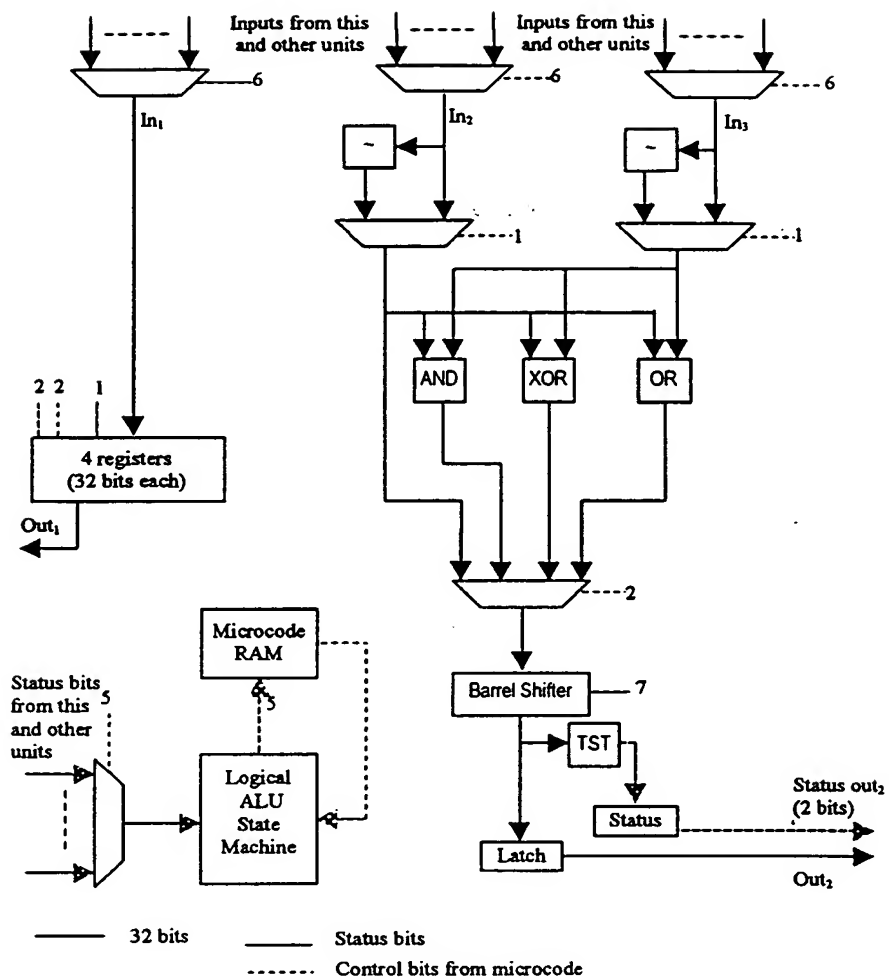 Inputs from this
and other units
Inputs from this
and other units
6
6
6
In₁
In₂
In₃
~
~
1
1
AND
XOR
OR
2 2 1
4 registers
(32 bits each)
Out₁
2
Microcode
RAM
Barrel Shifter
7
Status bits
from this
and other
units
5
5
TST
Logical
ALU
State
Machine
Status out₂
(2 bits)
Status
Latch
Out₂
32 bits
Status bits
Control bits from microcode